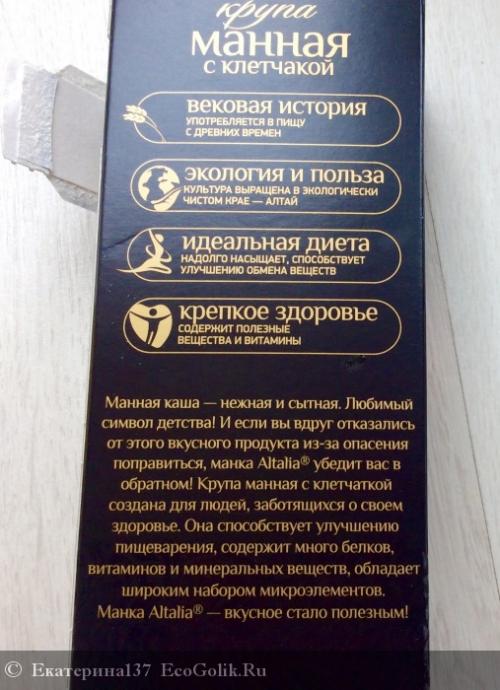 крупа
манная
с клетчакой
вековая история
УПОТРЕБЛЯЕТСЯ В ПИЩУ
С ДРЕВНИХ ВРЕМЕН
экология и польза
КУЛЬТУРА ВЫРАЩЕНА В ЭКОЛОГИЧЕСКИ
ЧИСТОМ КРАЕ — АЛТАЙ
идеальная диета
НАДОЛГО НАСЫЩАЕТ, СПОСОБСТВУЕТ
УЛУЧШЕНИЮ ОБМЕНА ВЕЩЕСТВ
крепкое здоровье
СОДЕРЖИТ ПОЛЕЗНЫЕ
ВЕЩЕСТВА И ВИТАМИНЫ
Манная каша — нежная и сытная. Любимый
символ детства! И если вы вдруг отказались
от этого вкусного продукта из-за опасения
поправиться, манка Altalia® убедит вас в
обратном! Крупа манная с клетчаткой
создана для людей, заботящихся о своем
здоровье. Она способствует улучшению
пищеварения, содержит много белков,
витаминов и минеральных веществ, обладает
широким набором микроэлементов.
Манка Altalia® — вкусное стало полезным!
© Екатерина137 EcoGolik.Ru